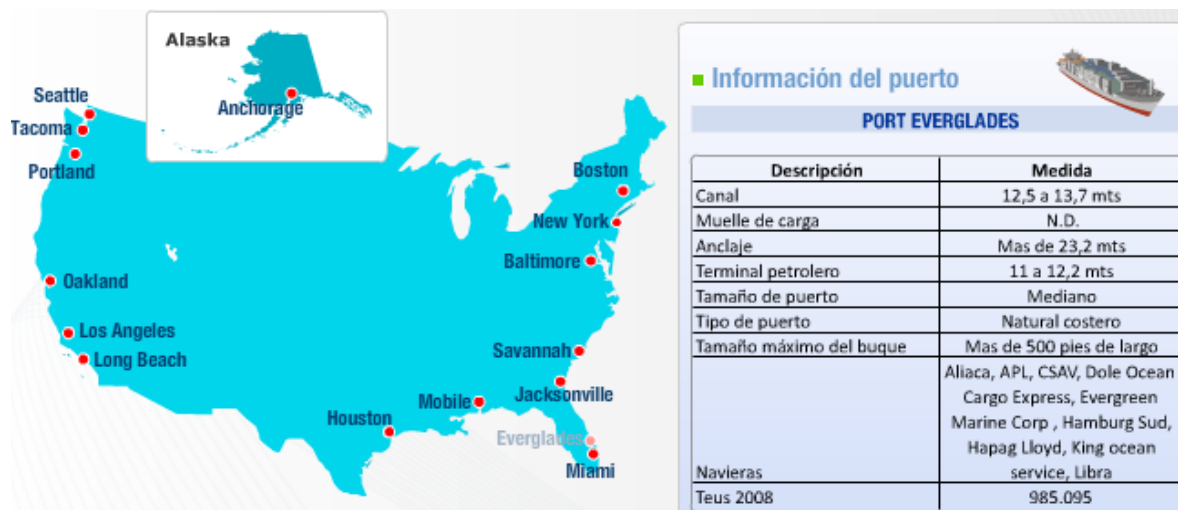 Alaska
Anchorage
Seattle
Tacoma
Portland
Oakland
Los Angeles
Long Beach
Houston
Mobile
Boston
New York
Baltimore
Savannah
Jacksonville
Everglades
Miami
Información del puerto
PORT EVERGLADES
Descripción Medida
Canal 12,5 a 13,7 mts
Muelle de carga N.D.
Anclaje Mas de 23,2 mts
Terminal petrolero 11 a 12,2 mts
Tamaño de puerto Mediano
Tipo de puerto Natural costero
Tamaño máximo del buque Mas de 500 pies de largo
Aliaca, APL, CSAV, Dole Ocean
Cargo Express, Evergreen
Marine Corp , Hamburg Sud,
Hapag Lloyd, King ocean
Navieras service, Libra
Teus 2008 985.095